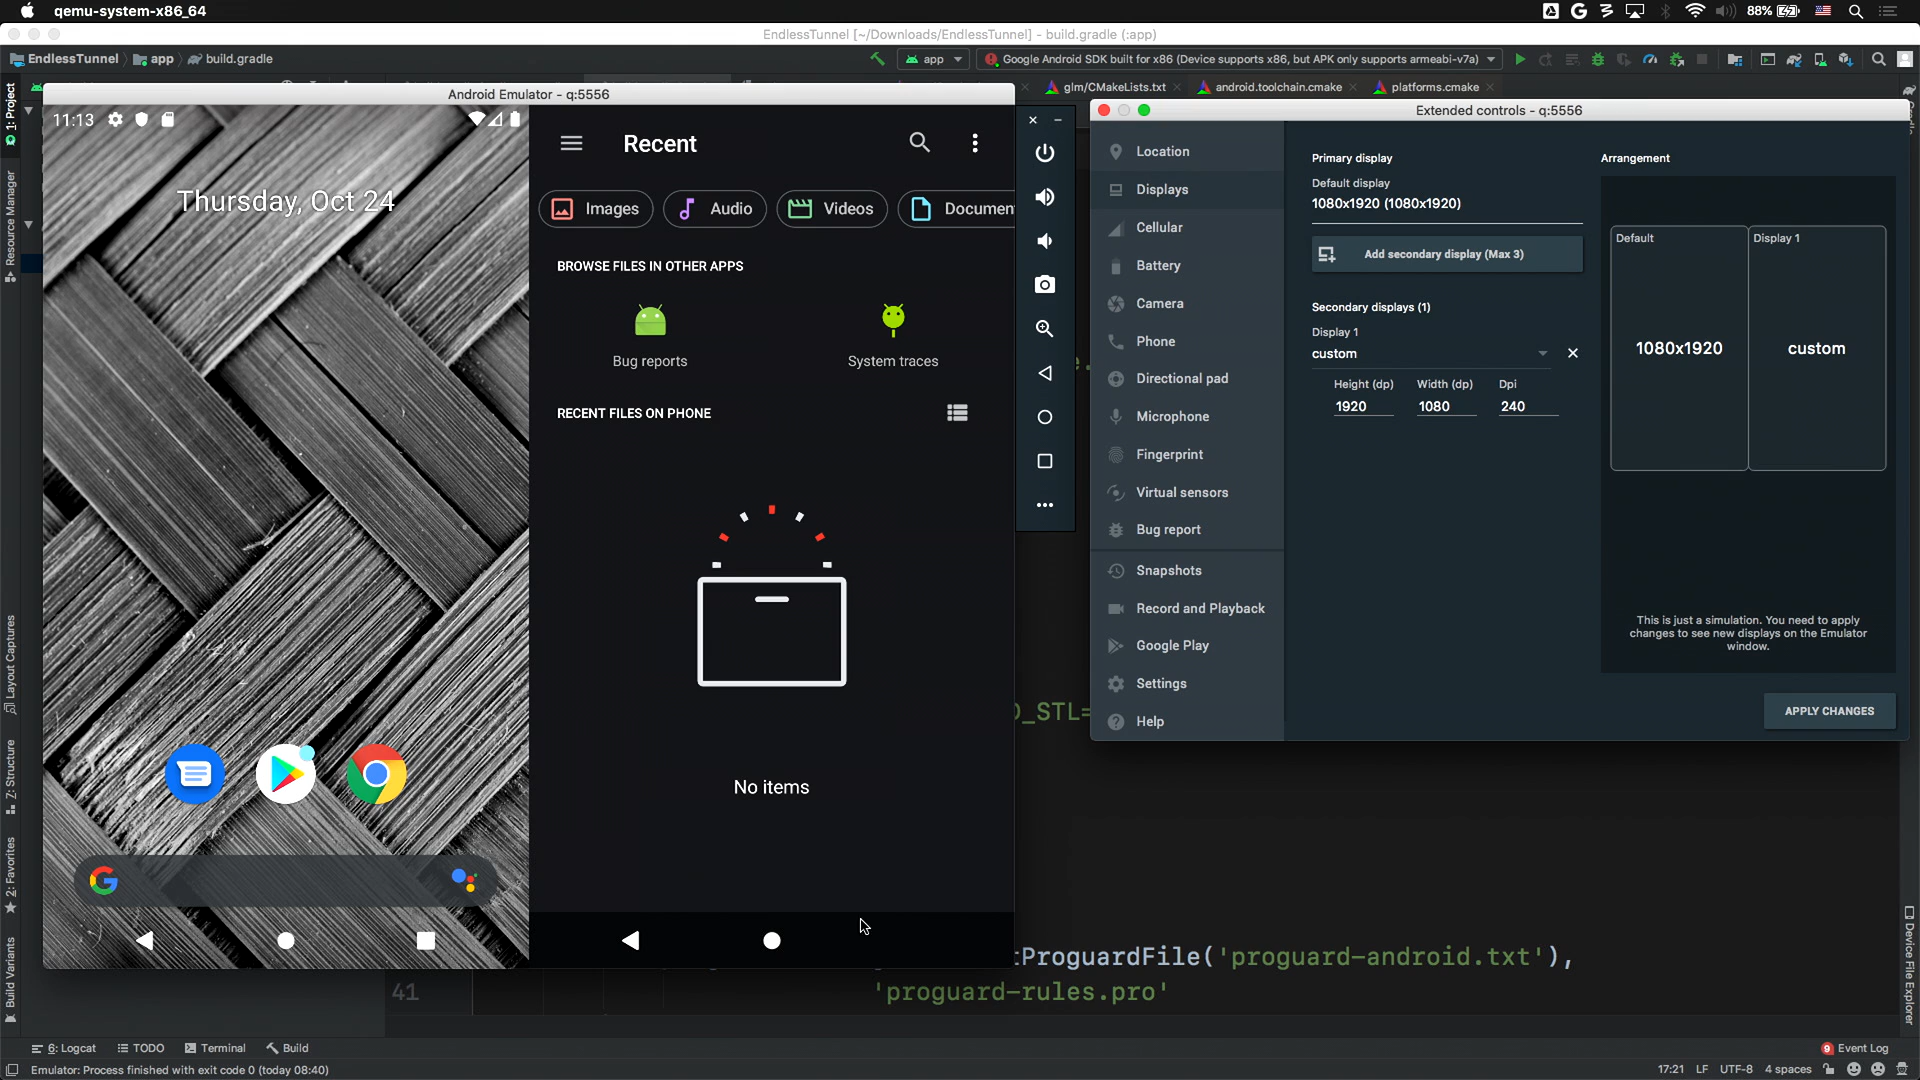 qemu-system-x86_64
88%
EndlessTunnel [~/Downloads/EndlessTunnel] - build.gradle (:app)
EndlessTunnel
app
build.gradle
app
Google Android SDK built for x86 (Device supports x86, but APK only supports armeabi-v7a)
glm/CMakeLists.txt
android.toolchain.cmake
platforms.cmake
1: Project
Resource Manager
Layout Captures
Z: Structure
2: Favorites
Build Variants
Android Emulator - q:5556
11:13
Thursday, Oct 24
Recent
Images
Audio
Videos
Documen
BROWSE FILES IN OTHER APPS
Bug reports
System traces
RECENT FILES ON PHONE
No items
Extended controls - q:5556
Location
Displays
Cellular
Battery
Camera
Phone
Directional pad
Microphone
Fingerprint
Virtual sensors
Bug report
Snapshots
Record and Playback
Google Play
Settings
Help
Primary display
Default display
1080x1920 (1080x1920)
Add secondary display (Max 3)
Secondary displays (1)
Display 1
custom
Height (dp)
Width (dp)
Dpi
1920
1080
240
Arrangement
Default
Display 1
1080x1920
custom
This is just a simulation. You need to apply
changes to see new displays on the Emulator
window.
APPLY CHANGES
_STL=
tProguardFile('proguard-android.txt'),
41
'proguard-rules.pro'
Device File Explorer
6: Logcat
TODO
Terminal
Build
9
Event Log
Emulator: Process finished with exit code 0 (today 08:40)
17:21
LF
UTF-8
4 spaces